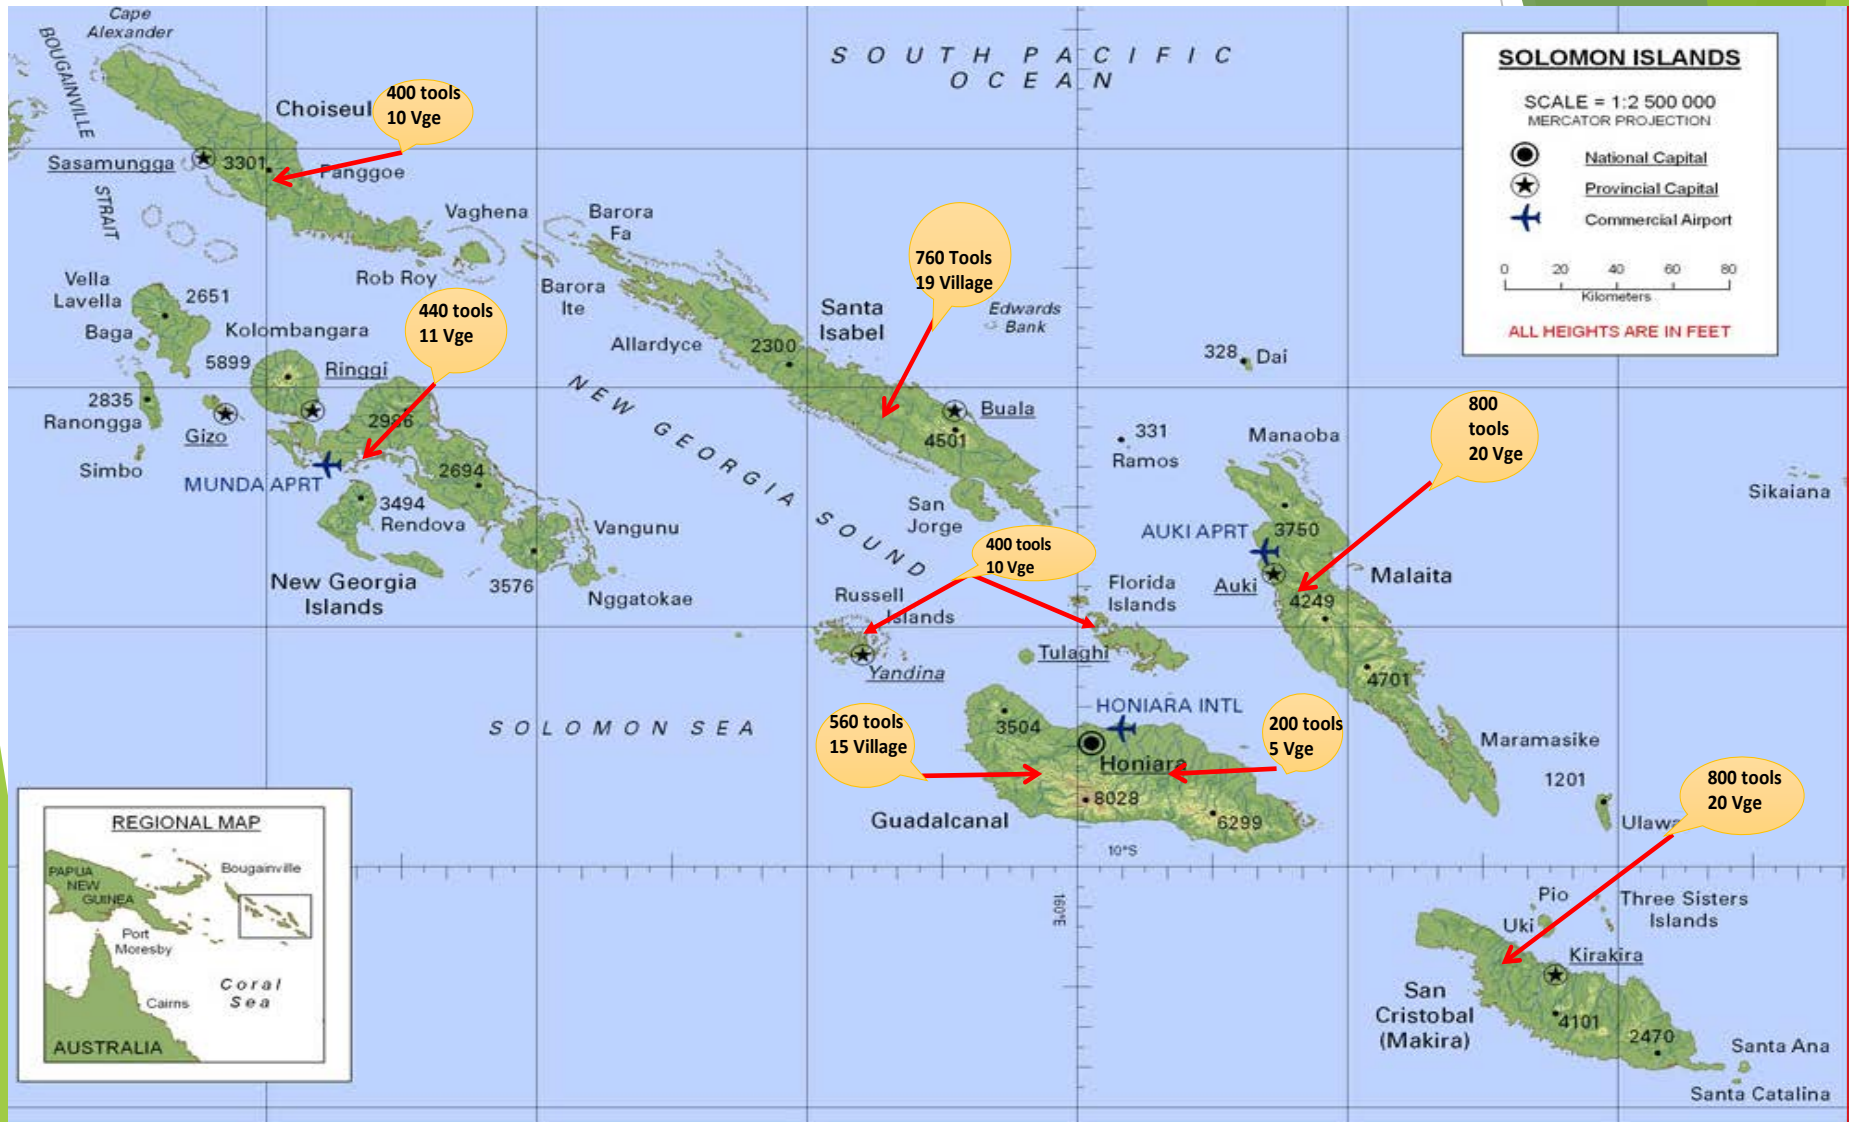 Cape
Alexander
BOUGAINVILLE
STRAIT
Choiseul
400 tools
10 Vge
Sasamungga
3301
Panggoe
SOUTH PACIFIC
OCEAN
SOLOMON ISLANDS
SCALE = 1:2 500 000
MERCATOR PROJECTION
National Capital
Provincial Capital
Commercial Airport
0 20 40 60 80
Kilometers
ALL HEIGHTS ARE IN FEET
Vaghena
Barora
Fa
Rob Roy
Barora
Ite
760 Tools
19 Village
Vella
Lavella
2651
Baga
Kolombangara
5899
Ringgi
440 tools
11 Vge
Allardyce
2300
Santa
Isabel
Edwards
Bank
328
Dai
2835
Ranongga
Gizo
Simbo
2986
MUNDA APRT
2694
3494
Rendova
Vangunu
3576
Nggatokae
New Georgia
Islands
NEW GEORGIA SOUND
Buala
4501
331
Ramos
San
Jorge
Manaoba
800
tools
20 Vge
Sikaiana
AUKI APRT
3750
Auki
Malaita
4249
4701
400 tools
10 Vge
Russell
Islands
Yandina
Florida
Islands
Tulaghi
SOLOMON SEA
560 tools
15 Village
3504
HONIARA INTL
Honiara
200 tools
5 Vge
8028
6299
Guadalcanal
10°S
160°E
Maramasike
1201
Ulawa
800 tools
20 Vge
Pio
Uki
Three Sisters
Islands
Kirakira
San
Cristobal
(Makira)
4101
2470
Santa Ana
Santa Catalina
REGIONAL MAP
Bougainville
PAPUA
NEW
GUINEA
Port
Moresby
Coral
Sea
Cairns
AUSTRALIA